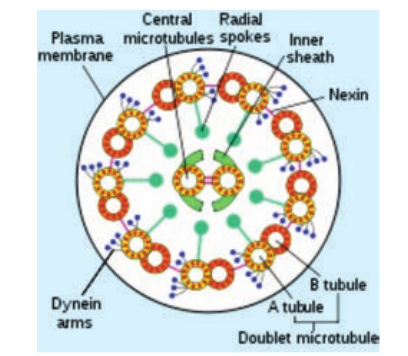 Central
microtubules
Radial
spokes
Plasma
membrane
Inner
sheath
Nexin
B tubule
A tubule
Dynein
arms
Doublet microtubule